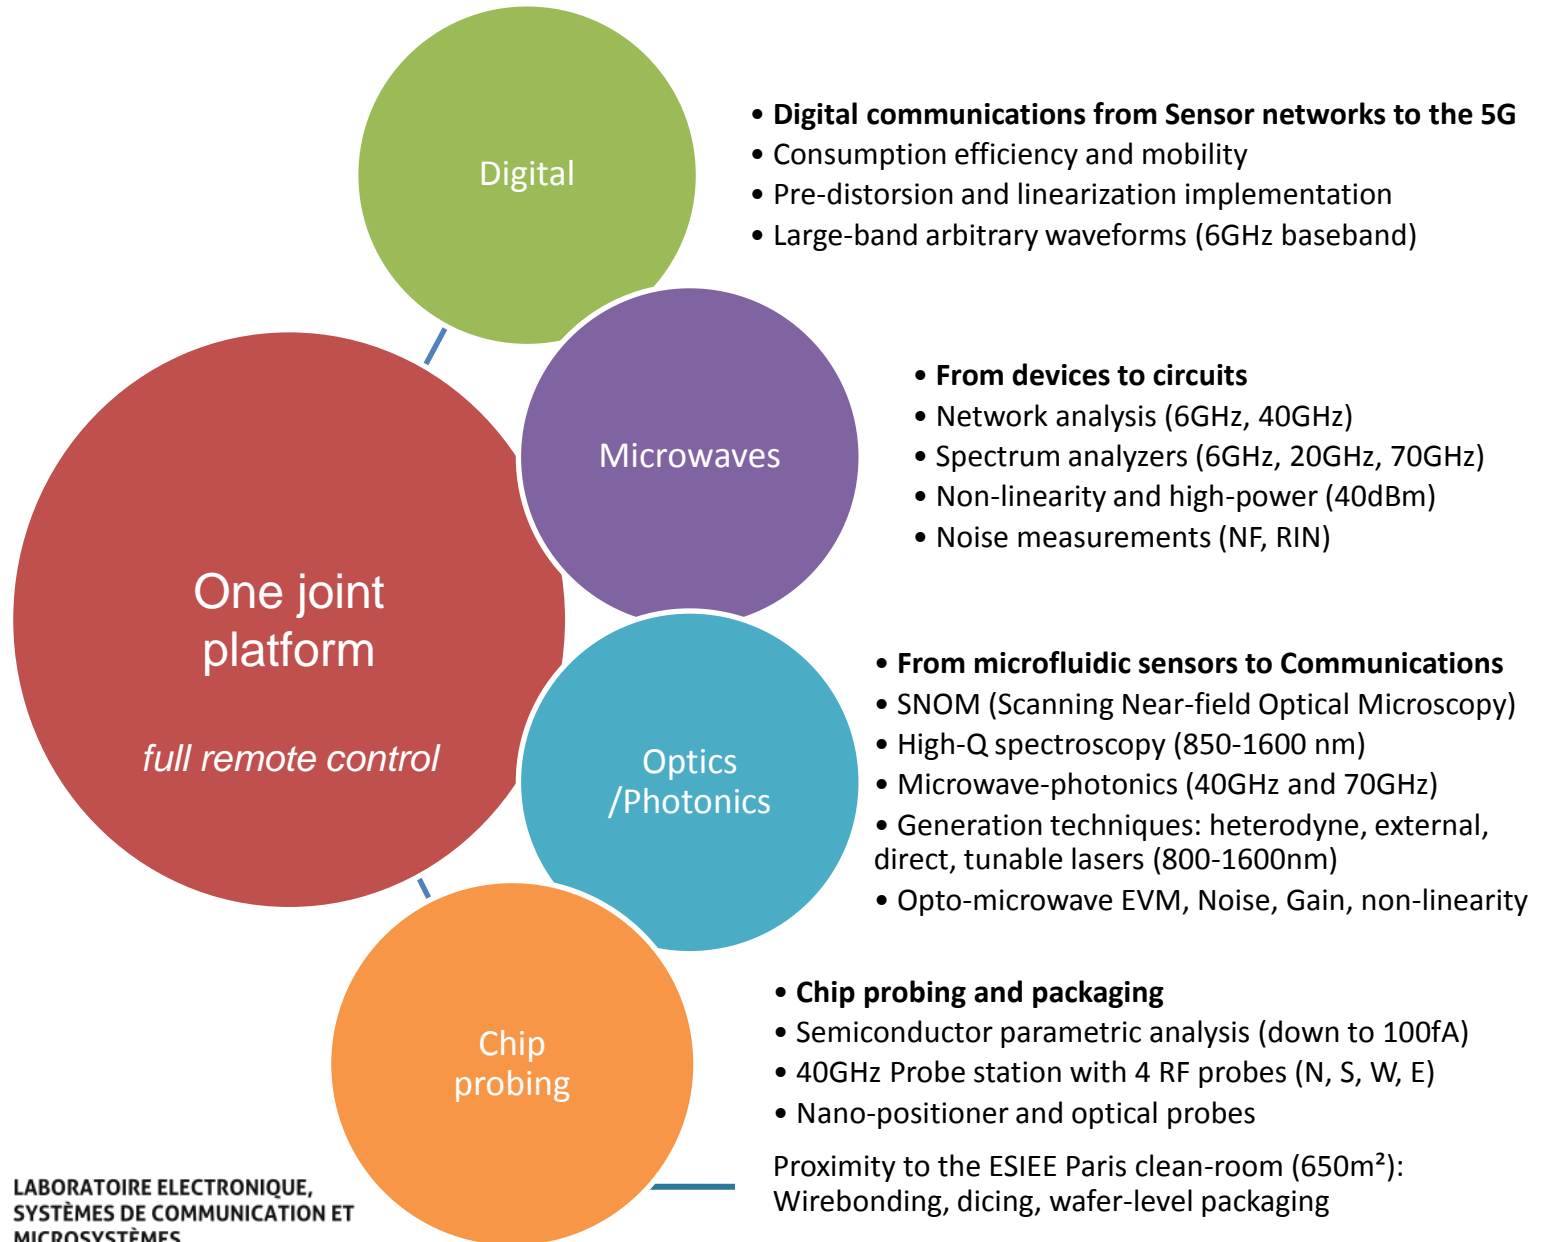 Digital
• Digital communications from Sensor networks to the 5G
• Consumption efficiency and mobility
• Pre-distorsion and linearization implementation
• Large-band arbitrary waveforms (6GHz baseband)
Microwaves
• From devices to circuits
• Network analysis (6GHz, 40GHz)
• Spectrum analyzers (6GHz, 20GHz, 70GHz)
• Non-linearity and high-power (40dBm)
• Noise measurements (NF, RIN)
One joint
platform
full remote control
Optics
/Photonics
• From microfluidic sensors to Communications
• SNOM (Scanning Near-field Optical Microscopy)
• High-Q spectroscopy (850-1600 nm)
• Microwave-photonics (40GHz and 70GHz)
• Generation techniques: heterodyne, external,
direct, tunable lasers (800-1600nm)
• Opto-microwave EVM, Noise, Gain, non-linearity
Chip
probing
• Chip probing and packaging
• Semiconductor parametric analysis (down to 100fA)
• 40GHz Probe station with 4 RF probes (N, S, W, E)
• Nano-positioner and optical probes
Proximity to the ESIEE Paris clean-room (650m²):
Wirebonding, dicing, wafer-level packaging
LABORATOIRE ELECTRONIQUE,
SYSTÈMES DE COMMUNICATION ET
MICROSYSTÈMES